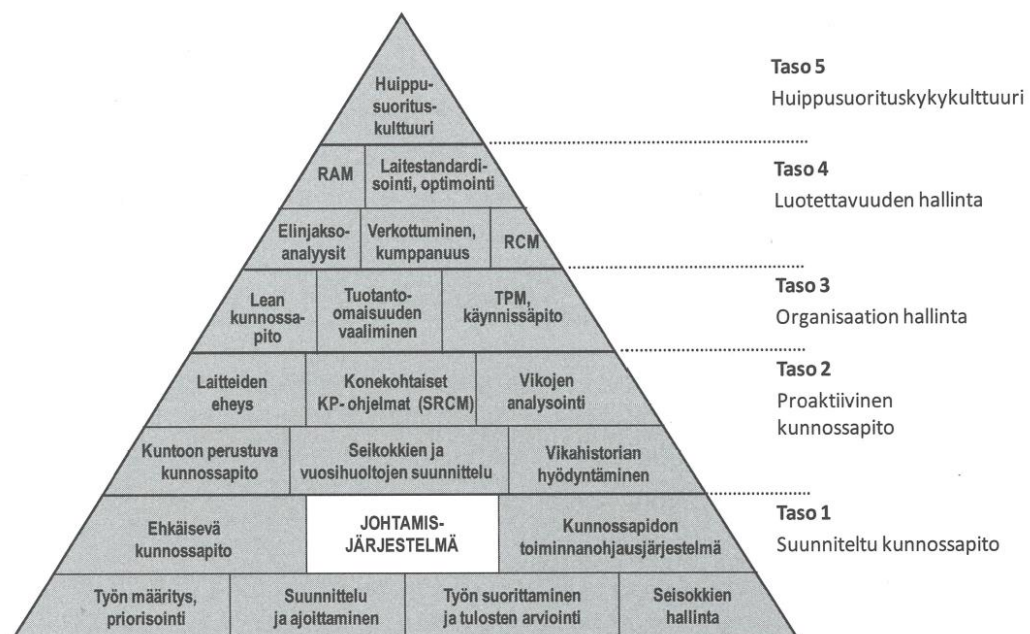 Huippu-
suoritus-
kulttuuri
RAM
Laitestandardi-
sointi, optimointi
Elinjakso-
analyysit
Verkottuminen,
kumppanuus
RCM
Lean
kunnossa-
pito
Tuotanto-
omaisuuden
vaaliminen
TPM,
käynnissäpito
Laitteiden
eheys
Konekohtaiset
KP- ohjelmat (SRCM)
Vikojen
analysointi
Kuntoon perustuva
kunnossapito
Seikokkien ja
vuosihuoltojen suunnittelu
Vikahistorian
hyödyntäminen
Ehkäisevä
kunnossapito
JOHTAMIS-
JÄRJESTELMÄ
Kunnossapidon
toiminnanohjausjärjestelmä
Työn määritys,
priorisointi
Suunnittelu
ja ajoittaminen
Työn suorittaminen
ja tulosten arviointi
Seisokkien
hallinta
Taso 5
Huippusuorituskykykulttuuri
Taso 4
Luotettavuuden hallinta
Taso 3
Organisaation hallinta
Taso 2
Proaktiivinen
kunnossapito
Taso 1
Suunniteltu kunnossapito